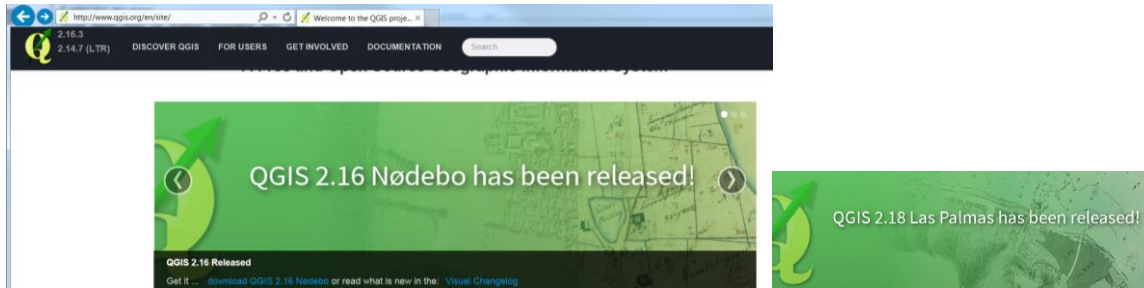 http://www.qgis.org/en/site/
Welcome to the QGIS proje...
2.16.3
2.14.7 (LTR)
DISCOVER QGIS
FOR USERS
GET INVOLVED
DOCUMENTATION
Search
QGIS 2.16 Nødebo has been released!
QGIS 2.16 Released
Get it ... download QGIS 2.16 Nødebo or read what is new in the: Visual Changelog
QGIS 2.18 Las Palmas has been released!